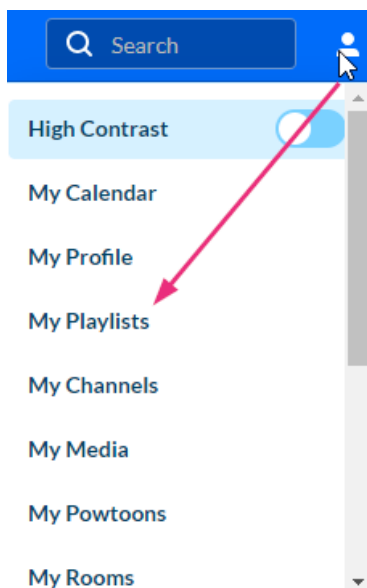 Search
High Contrast
My Calendar
My Profile
My Playlists
My Channels
My Media
My Powtoons
My Rooms